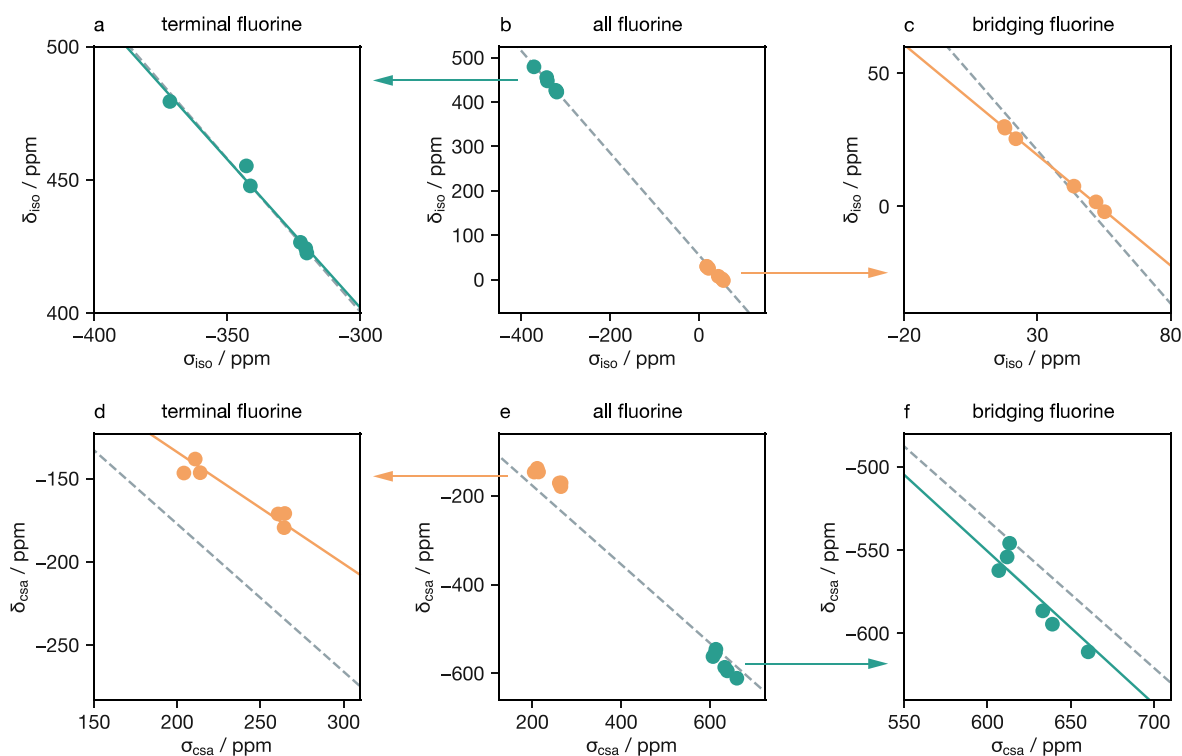 a terminal fluorine
500
450
400
δiso / ppm
−400 −350 −300
σiso / ppm
b all fluorine
500
400
300
200
100
0
δiso / ppm
−400 −200 0
σiso / ppm
c bridging fluorine
50
0
δiso / ppm
−20 30 80
σiso / ppm
d terminal fluorine
−150
−200
−250
δcsa / ppm
150 200 250 300
σcsa / ppm
e all fluorine
−200
−400
−600
δcsa / ppm
200 400 600
σcsa / ppm
f bridging fluorine
−500
−550
−600
δcsa / ppm
550 600 650 700
σcsa / ppm